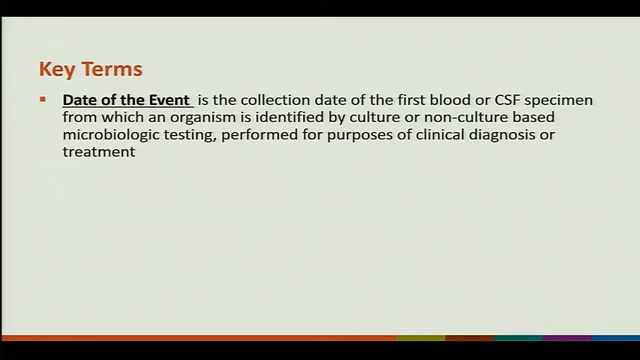 Key Terms
▪ Date of the Event is the collection date of the first blood or CSF specimen
from which an organism is identified by culture or non-culture based
microbiologic testing, performed for purposes of clinical diagnosis or
treatment